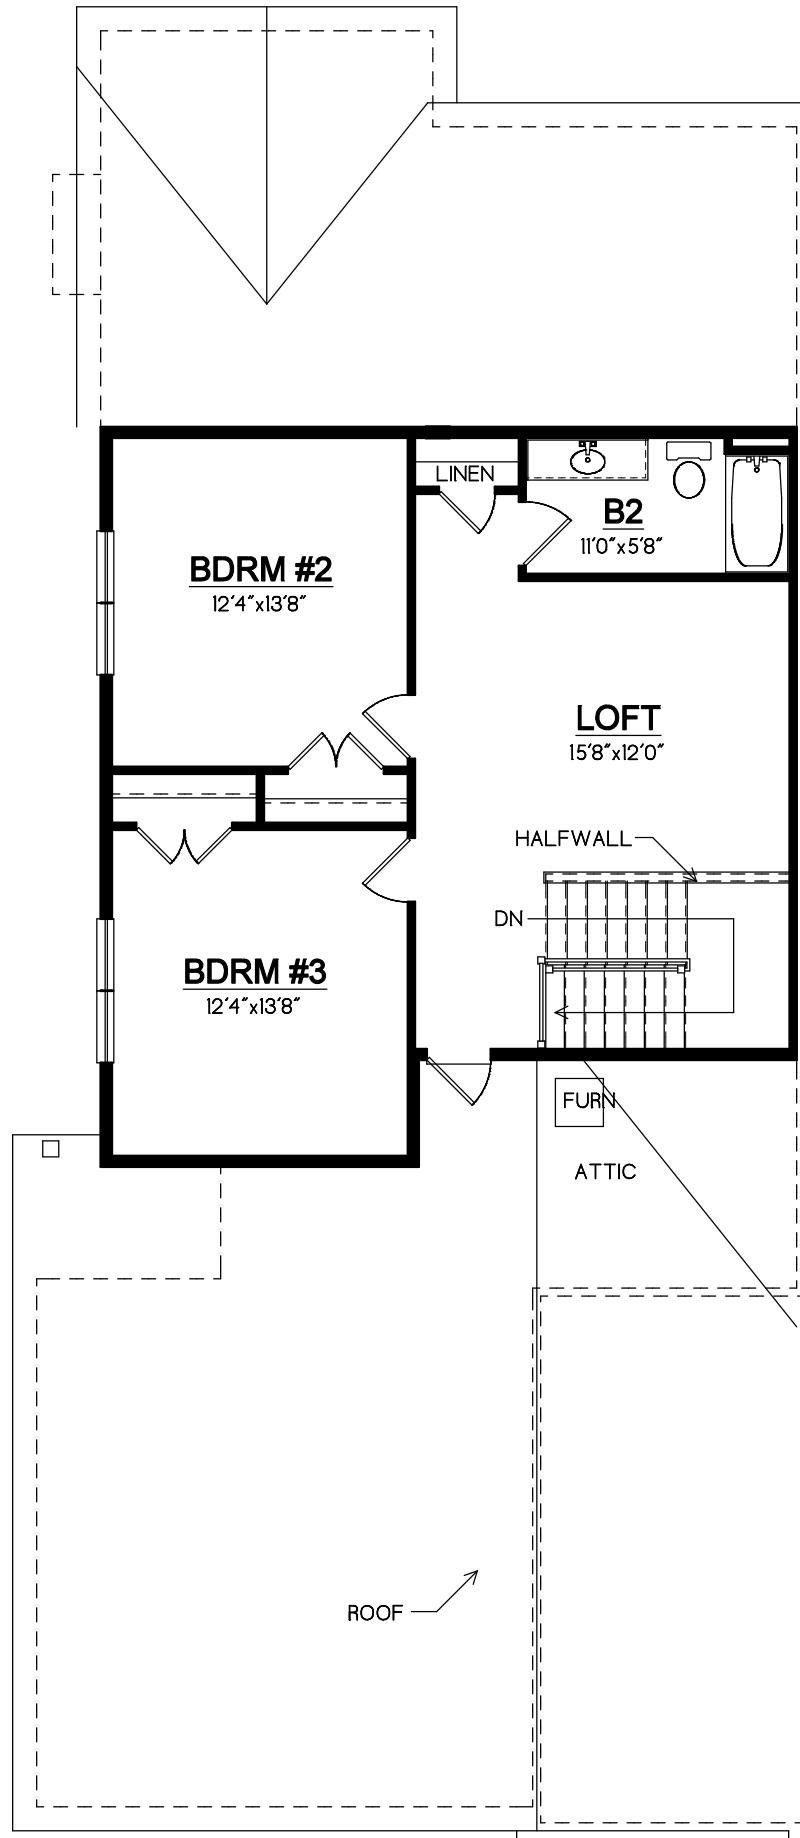 LINEN
B2
11'0"x5'8"
BDRM #2
12'4"x13'8"
LOFT
15'8"x12'0"
HALFWALL
DN
BDRM #3
12'4"x13'8"
FURN
ATTIC
ROOF